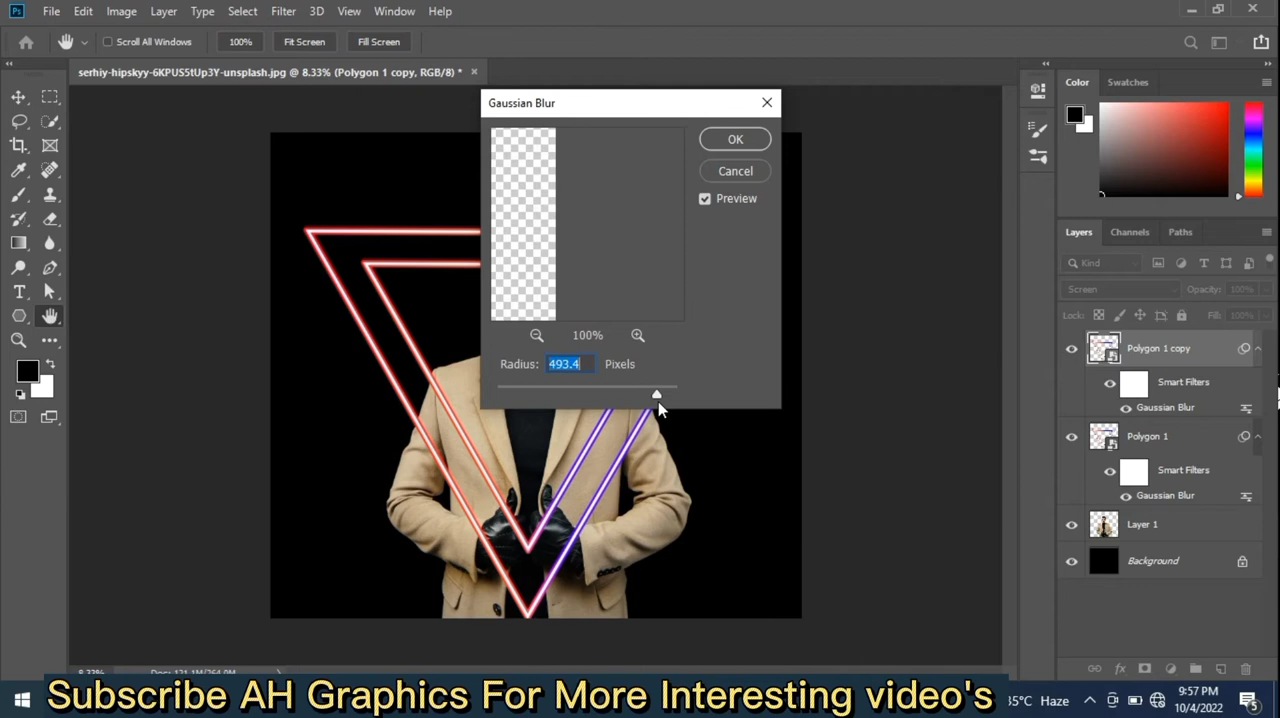 Ps File Edit Image Layer Type Select Filter 3D View Window Help
Scroll All Windows 100% Fit Screen Fill Screen
serhiy-hipskyy-6KPUS5tUp3Y-unsplash.jpg @ 8.33% (Polygon 1 copy, RGB/8) *
Gaussian Blur
OK
Cancel
Preview
100%
Radius: 493.4 Pixels
Color Swatches
Layers Channels Paths
Kind
Screen Opacity: 100%
Lock: Fill: 100%
Polygon 1 copy
Smart Filters
Gaussian Blur
Polygon 1
Smart Filters
Gaussian Blur
Layer 1
Background
Subscribe AH Graphics For More Interesting video's
35°C Haze
9:57 PM
10/4/2022
5